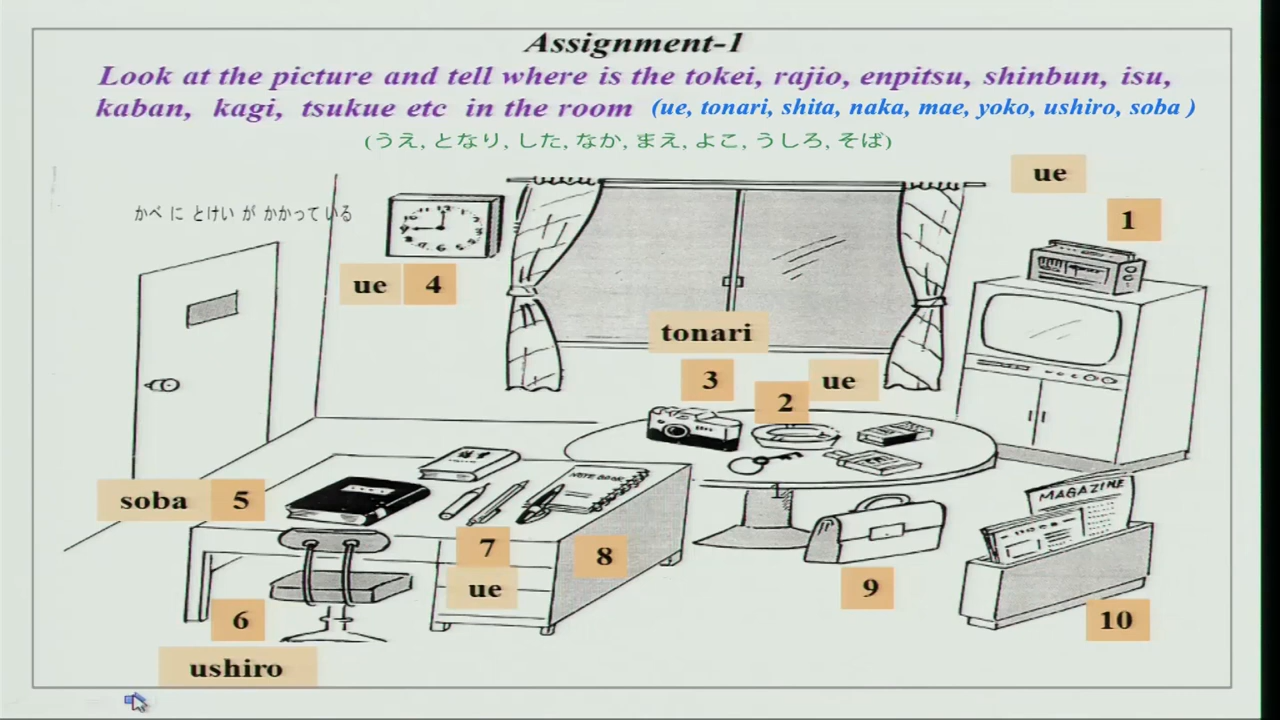 Assignment-1
Look at the picture and tell where is the tokei, rajio, enpitsu, shinbun, isu,
kaban, kagi, tsukue etc in the room (ue, tonari, shita, naka, mae, yoko, ushiro, soba )
(うえ, となり, した, なか, まえ, よこ, うしろ, そば)
ue
1
かべ に とけい が かかって いる
ue 4
tonari
3
ue
2
soba 5
NOTE BOOK
MAGAZINE
7
8
ue
9
6
10
ushiro